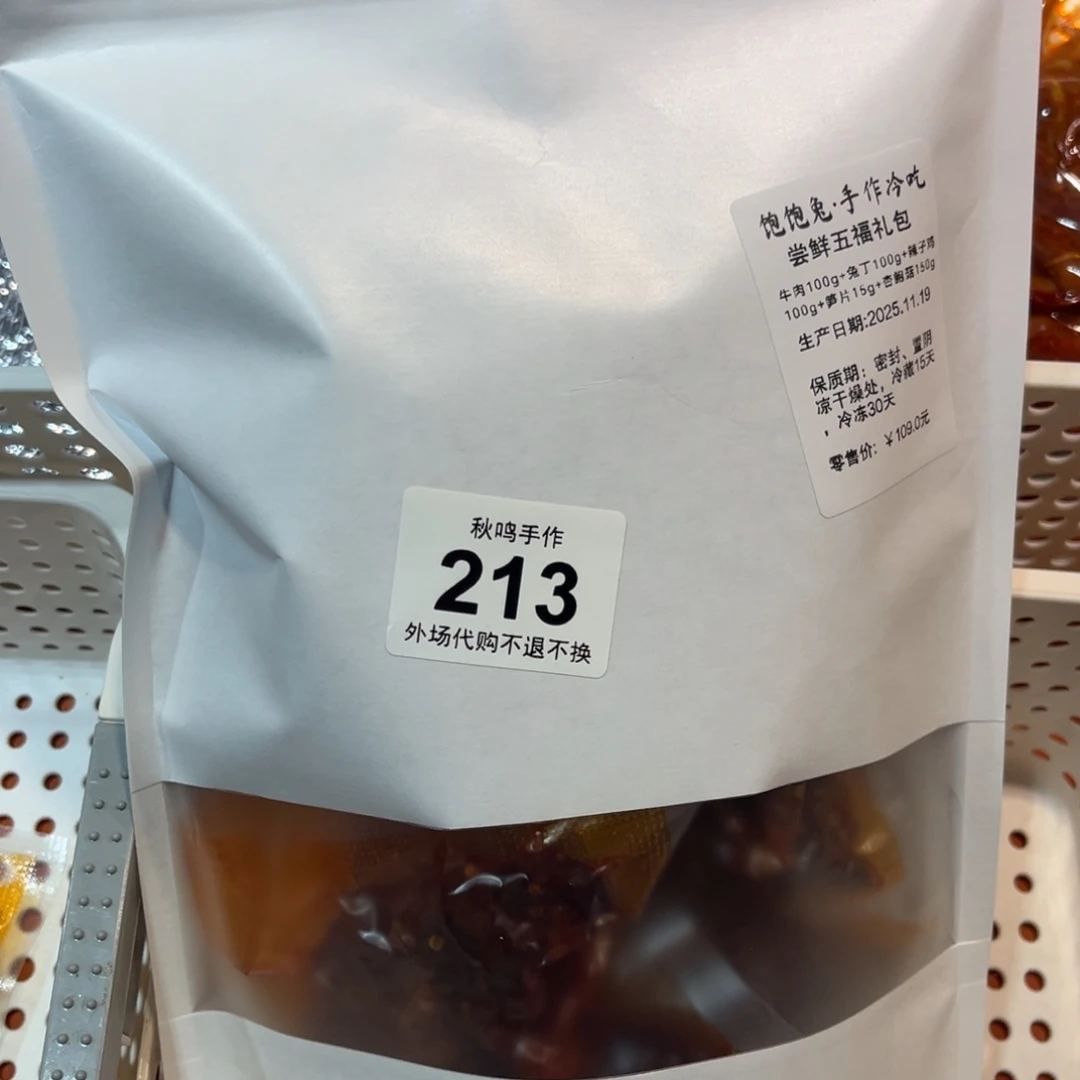 饱饱兔·手作冷吃
尝鲜五福礼包
牛肉100g+兔丁100g+辣子鸡
100g+笋片15g+杏鲍菇150g
生产日期:2025.11.19
保质期：密封、置阴
凉干燥处，冷藏15天
，冷冻30天
零售价：￥109.0元
秋鸣手作
213
外场代购不退不换